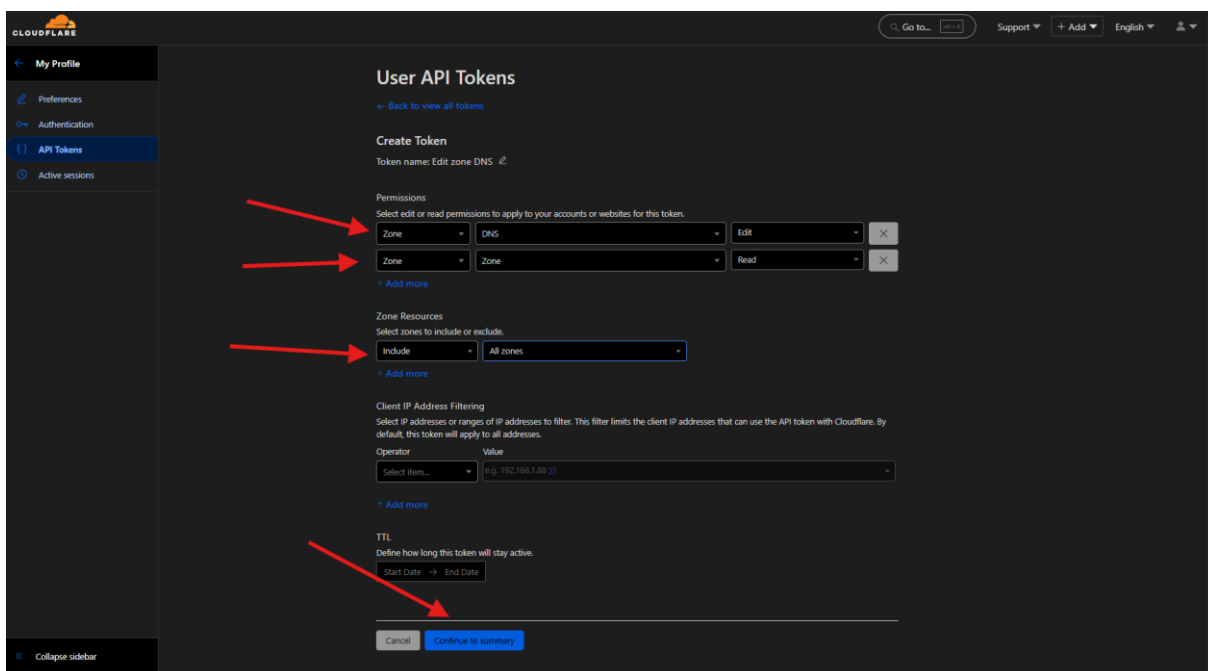 CLOUDFLARE
Go to...
Support
+ Add
English
My Profile
Preferences
Authentication
API Tokens
Active sessions
User API Tokens
← Back to view all tokens
Create Token
Token name: Edit zone DNS
Permissions
Select edit or read permissions to apply to your accounts or websites for this token.
Zone DNS Edit
Zone Zone Read
+ Add more
Zone Resources
Select zones to include or exclude.
Include All zones
+ Add more
Client IP Address Filtering
Select IP addresses or ranges of IP addresses to filter. This filter limits the client IP addresses that can use the API token with Cloudflare. By
default, this token will apply to all addresses.
Operator Value
Select item... e.g. 192.168.1.88
+ Add more
TTL
Define how long this token will stay active.
Start Date → End Date
Cancel Continue to summary
Collapse sidebar